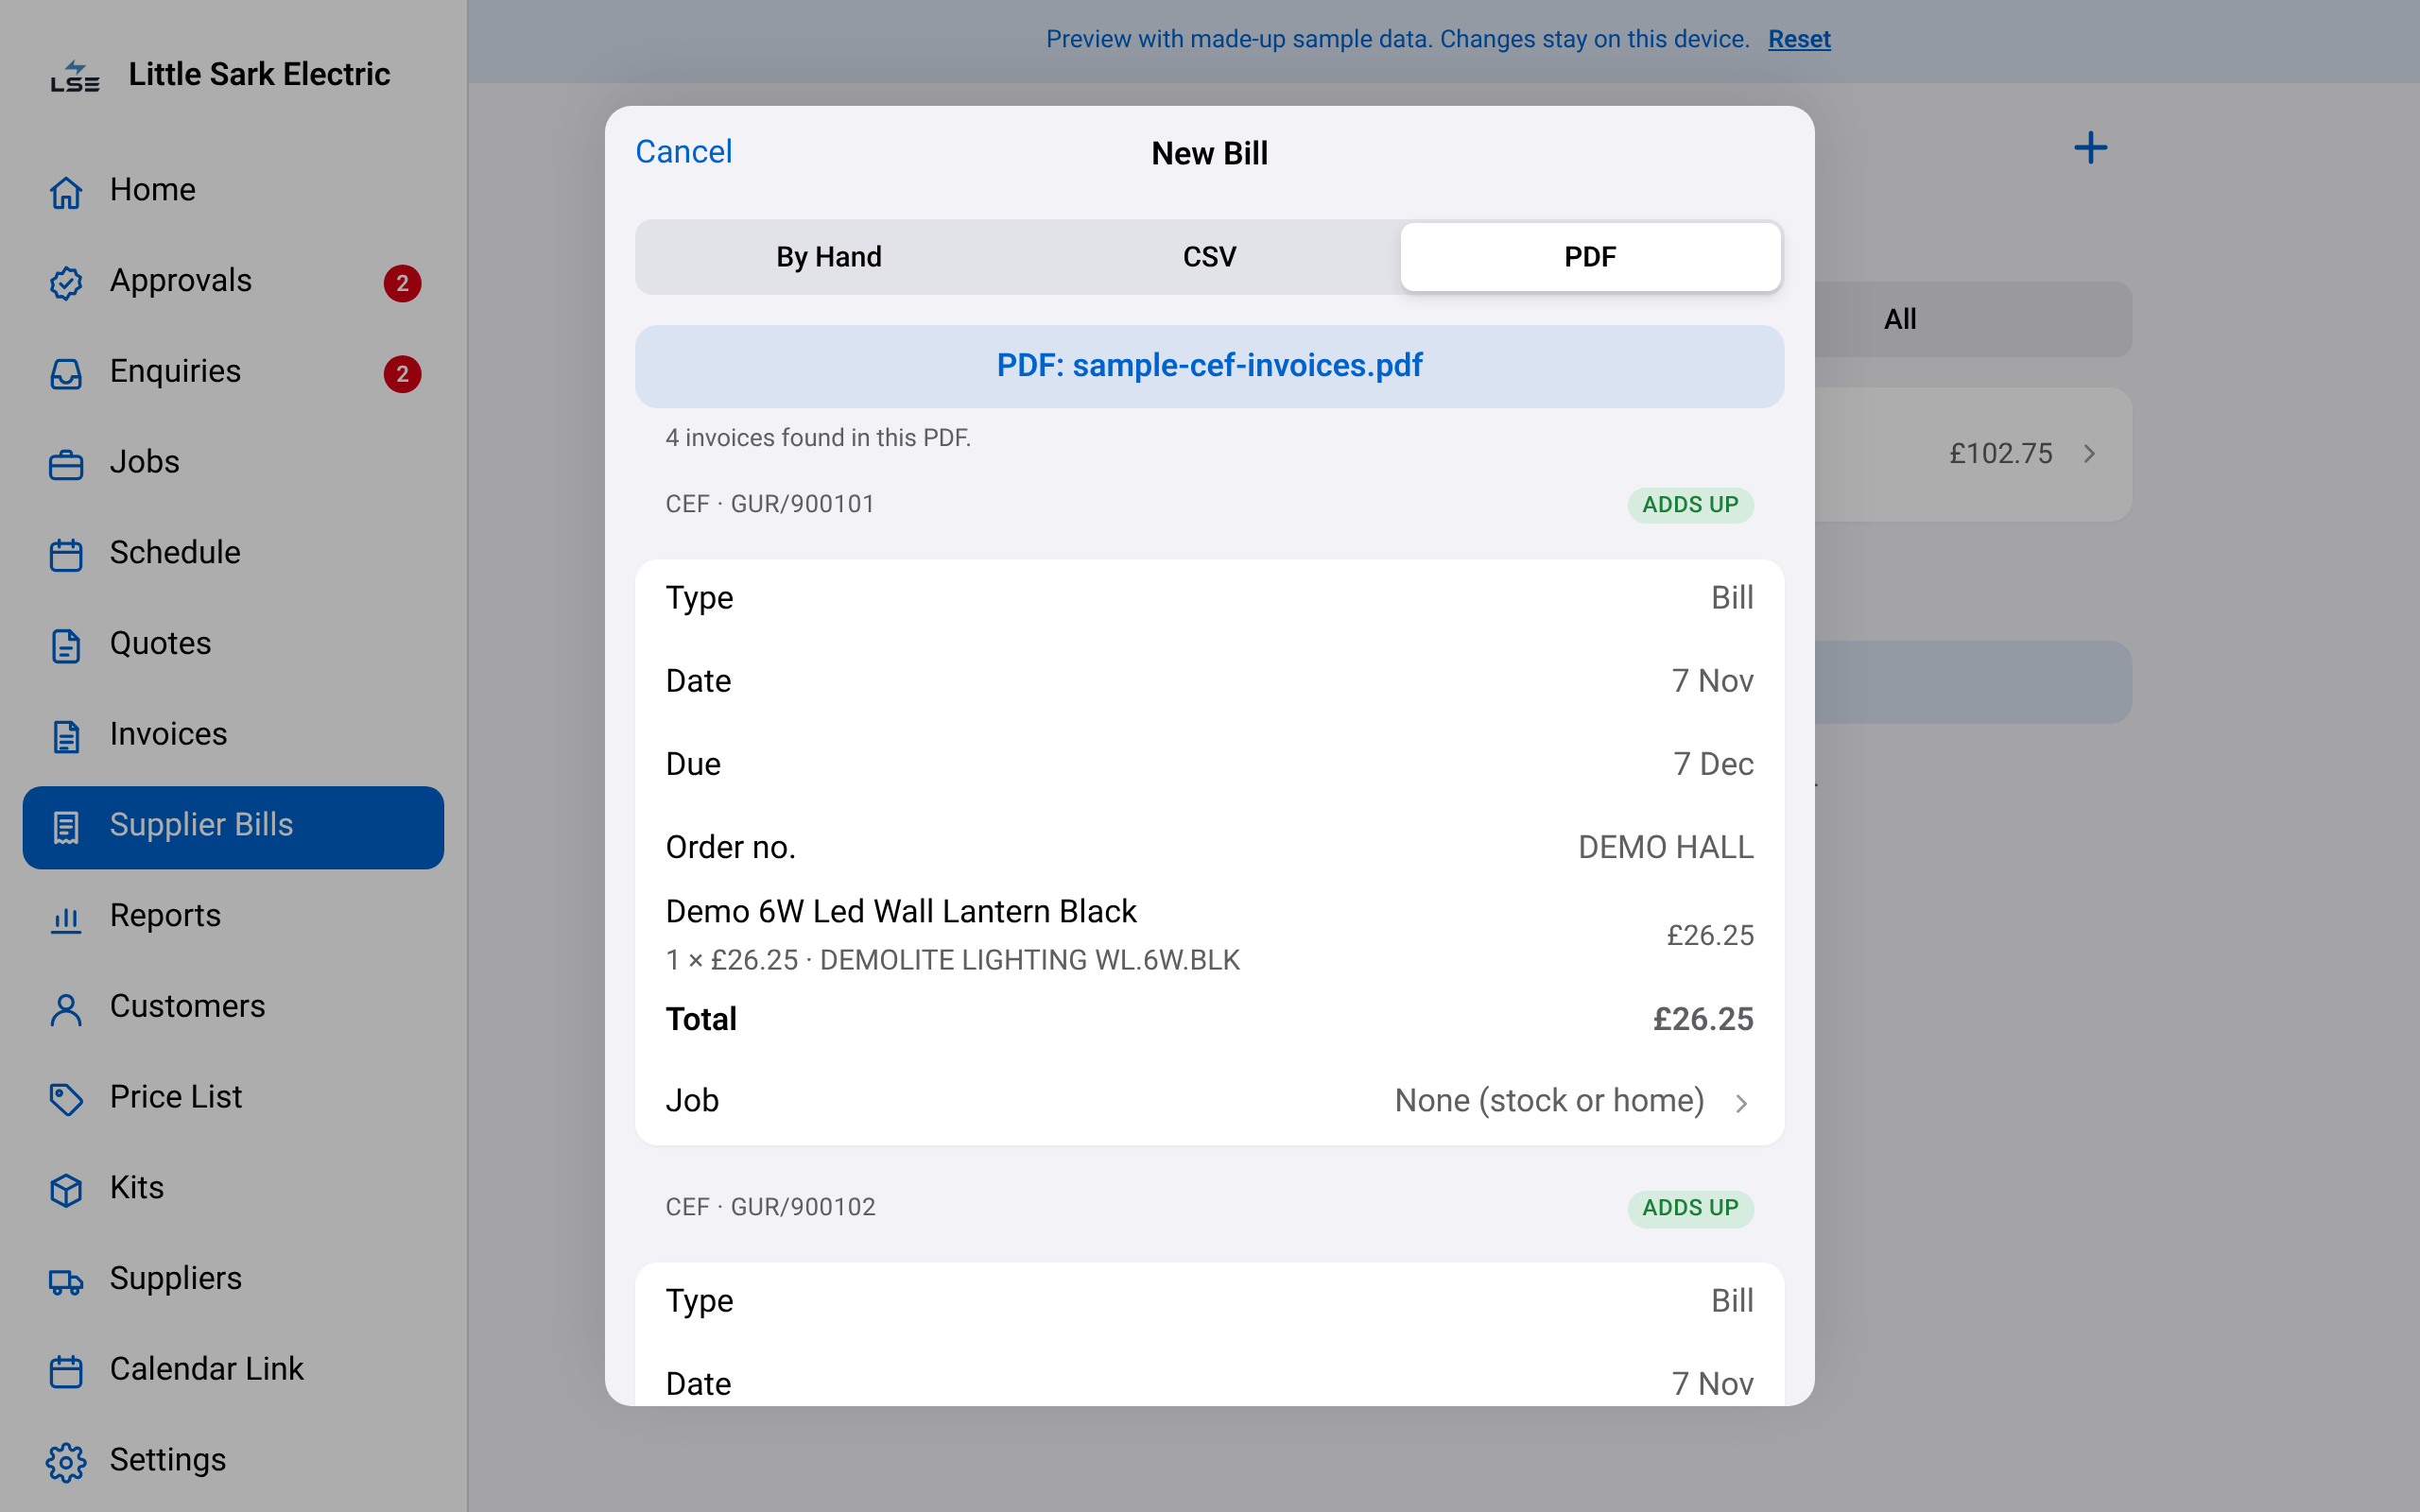 LSE
Little Sark Electric
Home
Approvals 2
Enquiries 2
Jobs
Schedule
Quotes
Invoices
Supplier Bills
Reports
Customers
Price List
Kits
Suppliers
Calendar Link
Settings
Preview with made-up sample data. Changes stay on this device. Reset
All
£102.75
Cancel
New Bill
By Hand
CSV
PDF
PDF: sample-cef-invoices.pdf
4 invoices found in this PDF.
CEF · GUR/900101 ADDS UP
Type Bill
Date 7 Nov
Due 7 Dec
Order no. DEMO HALL
Demo 6W Led Wall Lantern Black
£26.25
1 × £26.25 · DEMOLITE LIGHTING WL.6W.BLK
Total £26.25
Job None (stock or home)
CEF · GUR/900102 ADDS UP
Type Bill
Date 7 Nov